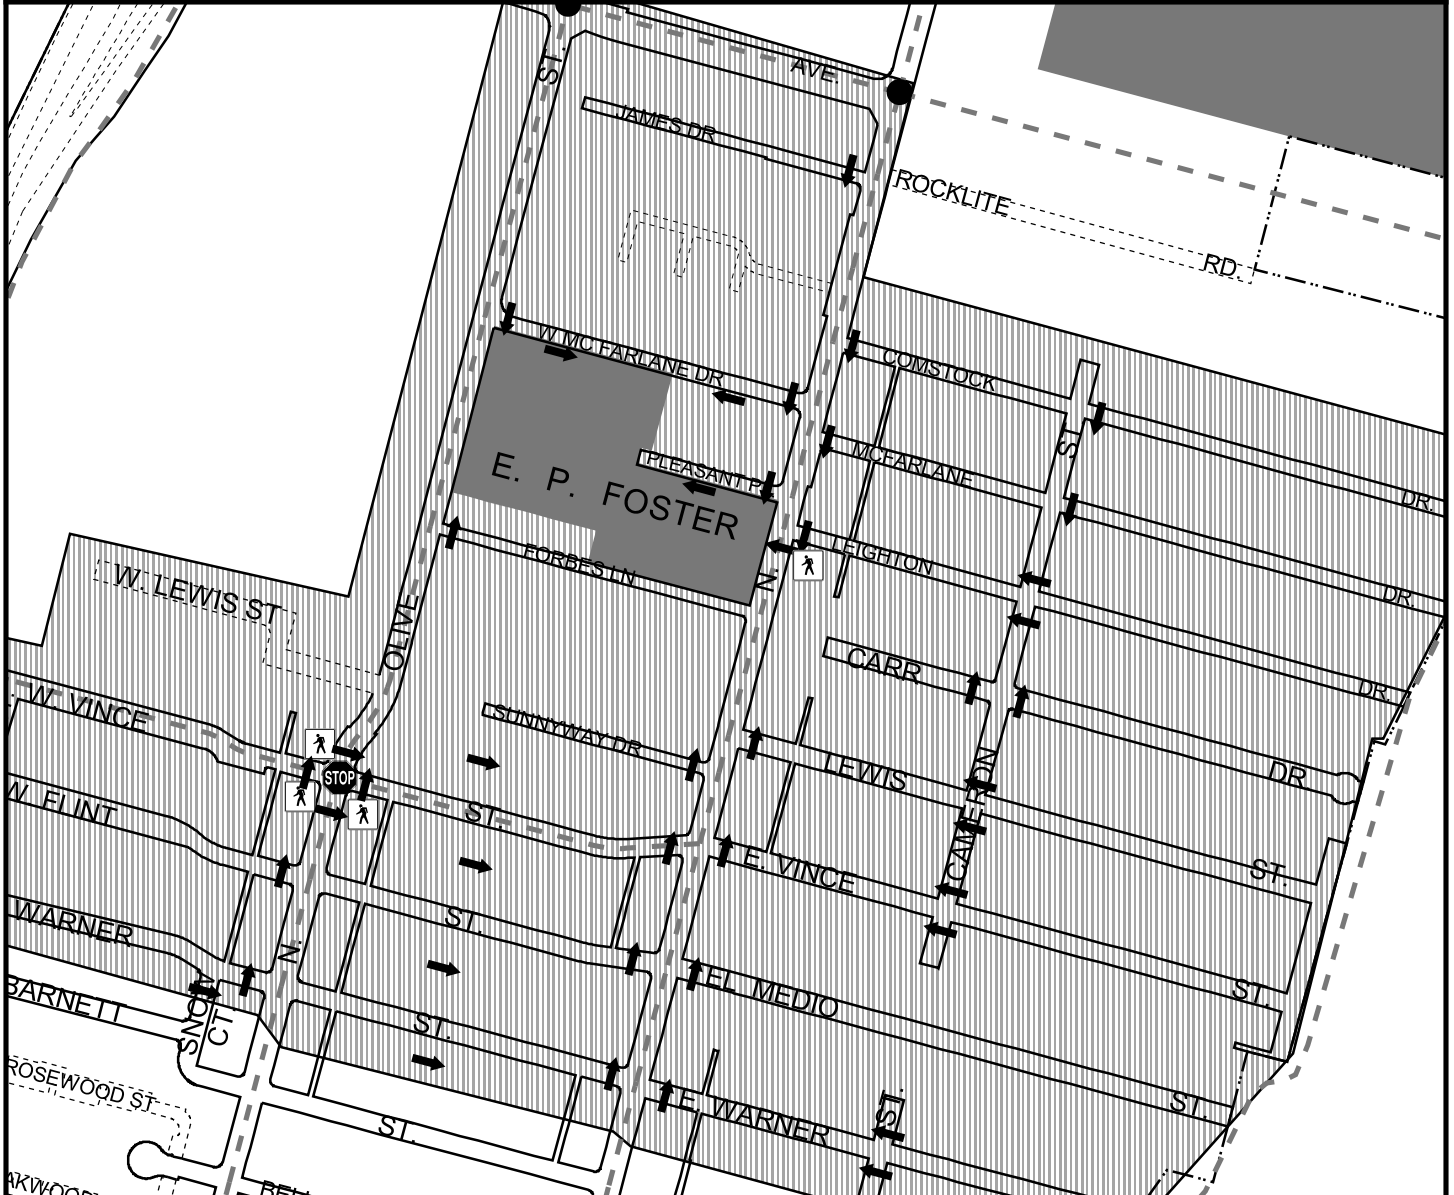 ST.
AVE.
JAMES DR
ROCKLITE
RD.
W MC FARLANE DR
COMSTOCK
DR.
ST
MCFARLANE
DR.
PLEASANT PL
E. P. FOSTER
LEIGHTON
DR.
FORBES LN
N.
W. LEWIS ST
OLIVE
CARR
DR
W. VINCE
SUNNYWAY DR
LEWIS
ST.
STOP
W. FLINT
ST.
CAMERON
E. VINCE
ST.
WARNER
ST.
N.
EL MEDIO
ST.
BARNETT
SNOW
CT.
ST.
E. WARNER
ST.
ROSEWOOD ST
ST.